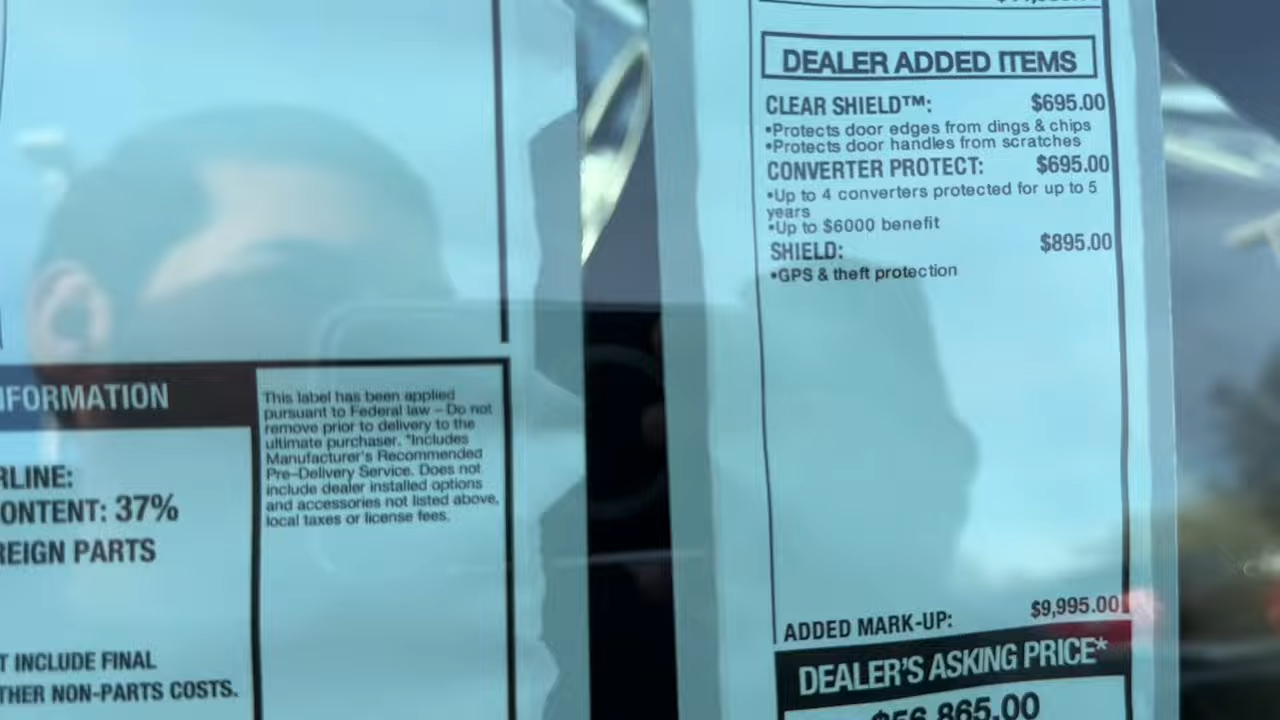 INFORMATION
RLINE:
ONTENT: 37%
REIGN PARTS
T INCLUDE FINAL
THER NON-PARTS COSTS.
This label has been applied
pursuant to Federal law – Do not
remove prior to delivery to the
ultimate purchaser. *Includes
Manufacturer's Recommended
Pre–Delivery Service. Does not
include dealer installed options
and accessories not listed above,
local taxes or license fees.
DEALER ADDED ITEMS
CLEAR SHIELD™: $695.00
•Protects door edges from dings & chips
•Protects door handles from scratches
CONVERTER PROTECT: $695.00
•Up to 4 converters protected for up to 5
years
•Up to $6000 benefit
SHIELD: $895.00
•GPS & theft protection
ADDED MARK-UP: $9,995.00
DEALER'S ASKING PRICE*
$56,865.00